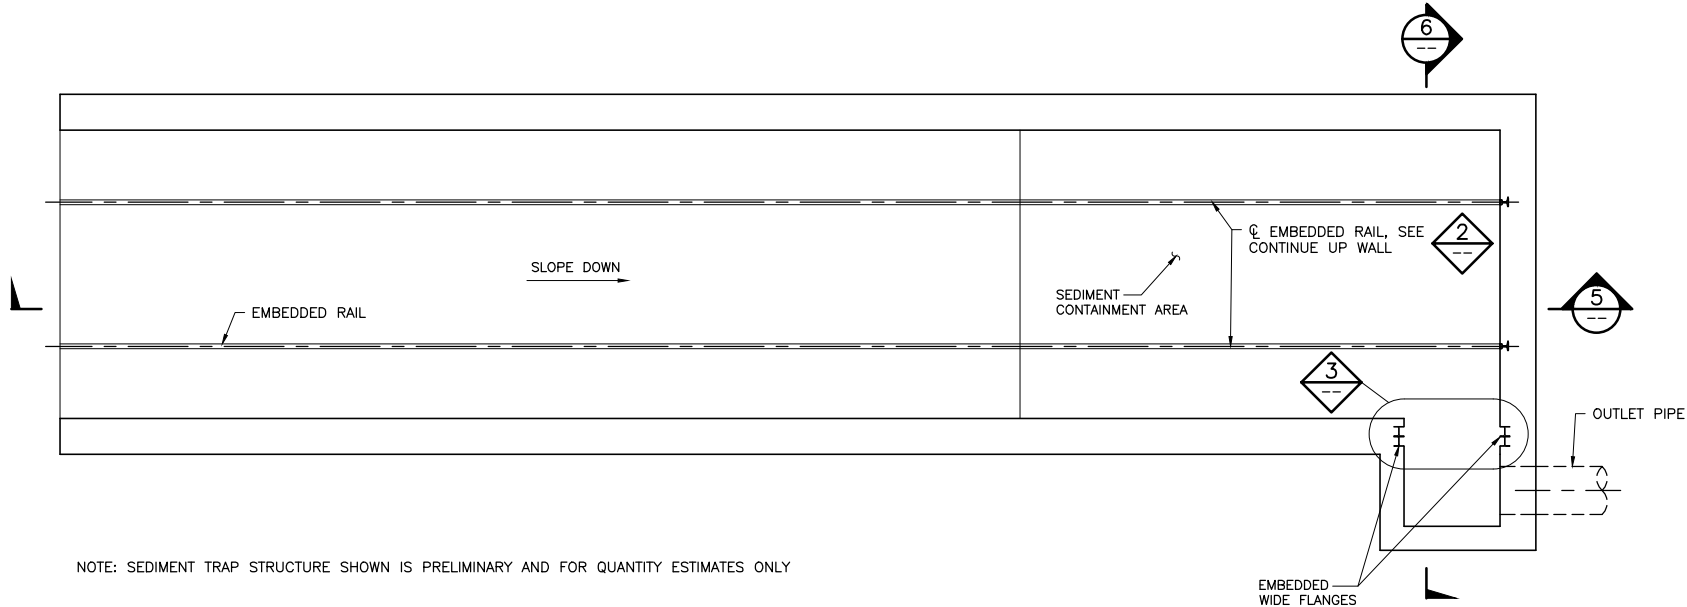 6
--
℄ EMBEDDED RAIL, SEE
CONTINUE UP WALL
2
--
SLOPE DOWN
SEDIMENT
CONTAINMENT AREA
5
--
EMBEDDED RAIL
3
--
OUTLET PIPE
NOTE: SEDIMENT TRAP STRUCTURE SHOWN IS PRELIMINARY AND FOR QUANTITY ESTIMATES ONLY
EMBEDDED
WIDE FLANGES